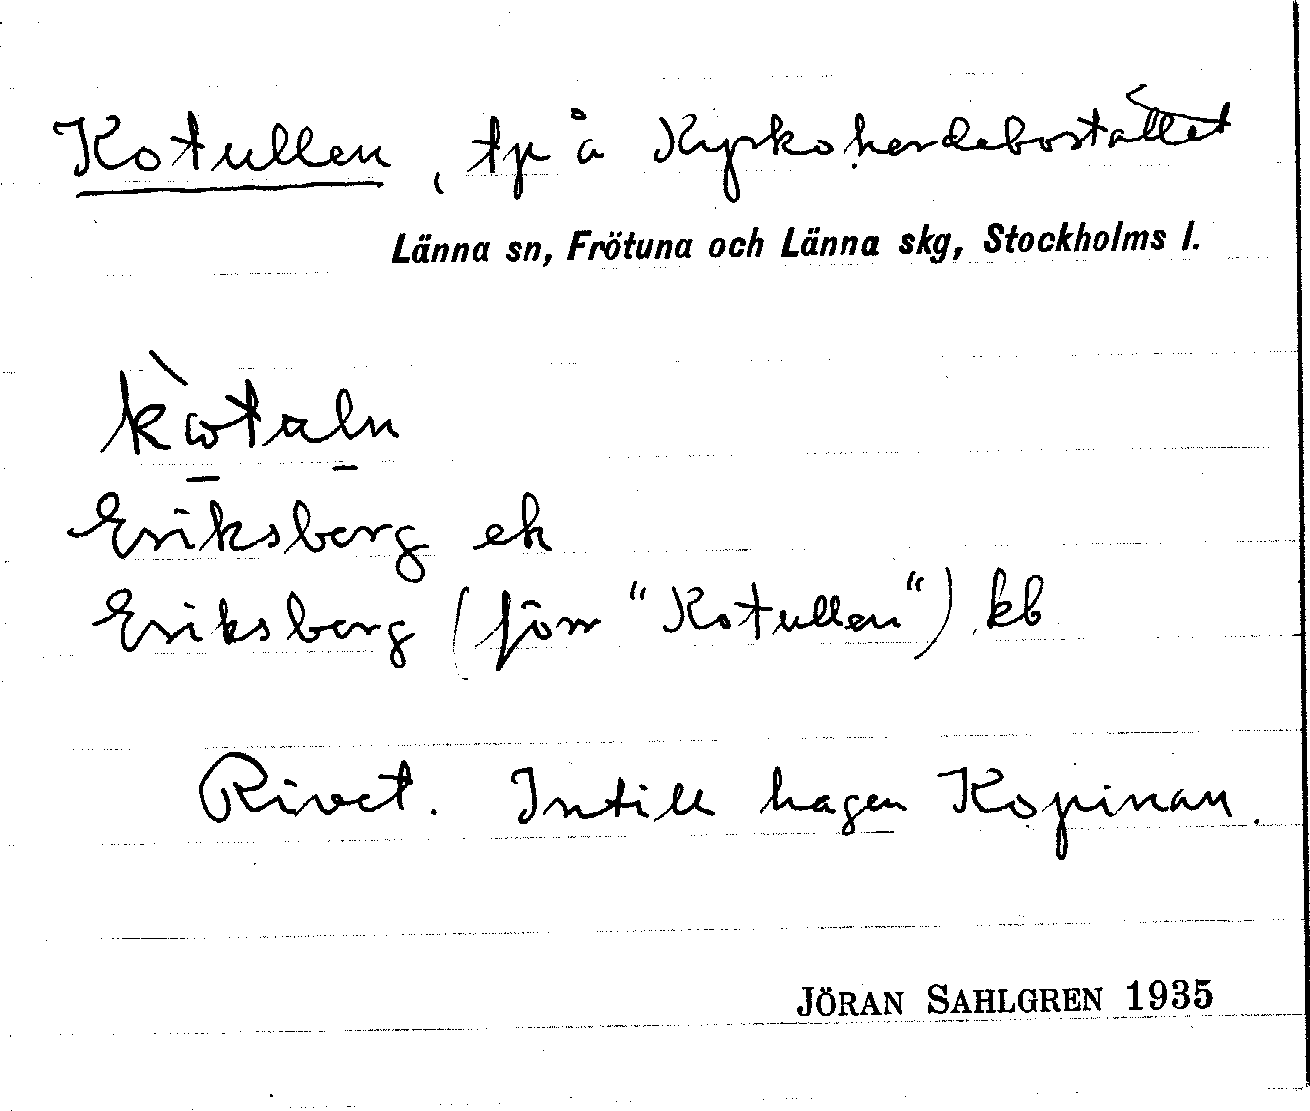 Kotullen, tp å Kyrkoherdebostället
Länna sn, Frötuna och Länna skg, Stockholms l.
kòtaln
Eriksberg ek
Eriksberg (förr "Kotullen") kb
Rivet. Intill hagen Kopinan.
JÖRAN SAHLGREN 1935